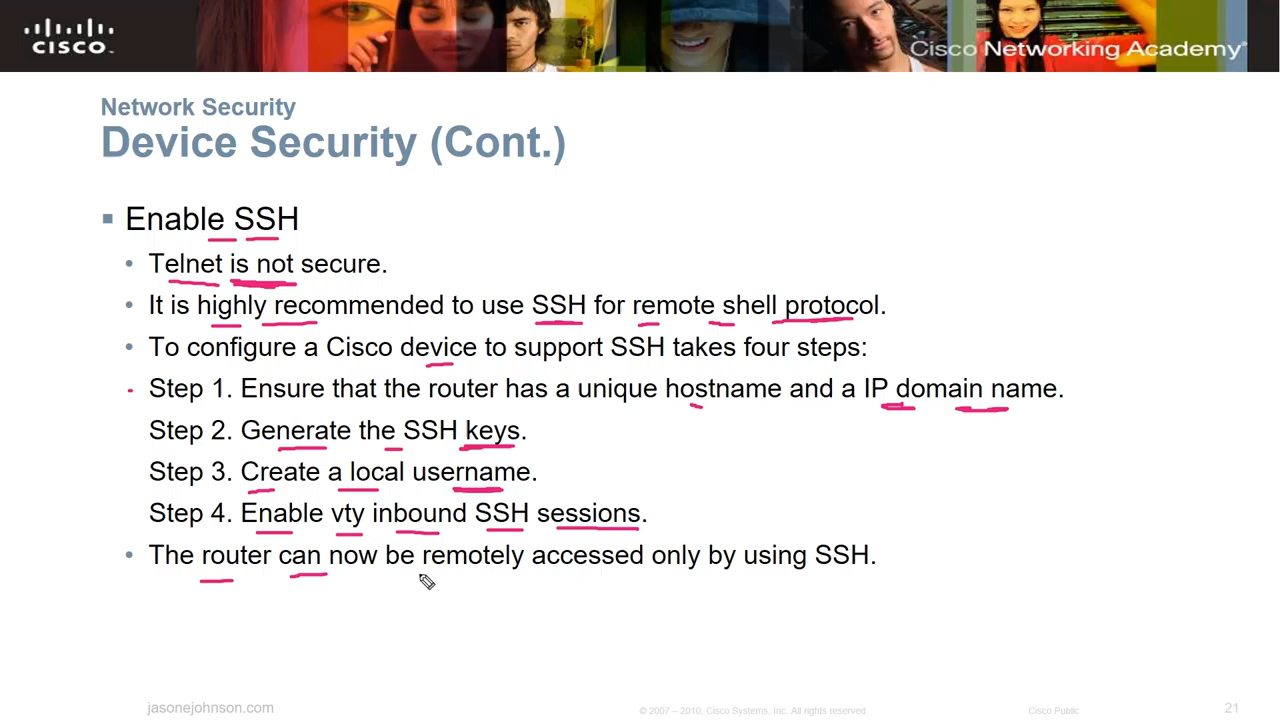 CISCO
Cisco Networking Academy
Network Security
Device Security (Cont.)
Enable SSH
Telnet is not secure.
It is highly recommended to use SSH for remote shell protocol.
To configure a Cisco device to support SSH takes four steps:
Step 1. Ensure that the router has a unique hostname and a IP domain name.
Step 2. Generate the SSH keys.
Step 3. Create a local username.
Step 4. Enable vty inbound SSH sessions.
The router can now be remotely accessed only by using SSH.
jasonejohnson.com
© 2007 – 2010, Cisco Systems, Inc. All rights reserved.
Cisco Public
21